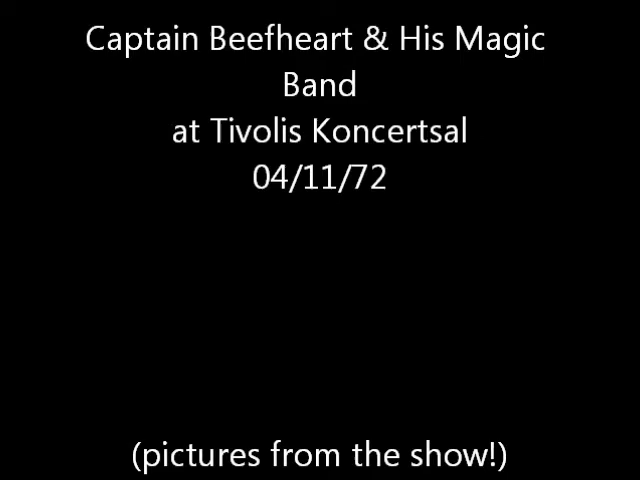 Captain Beefheart & His Magic
Band
at Tivolis Koncertsal
04/11/72
(pictures from the show!)